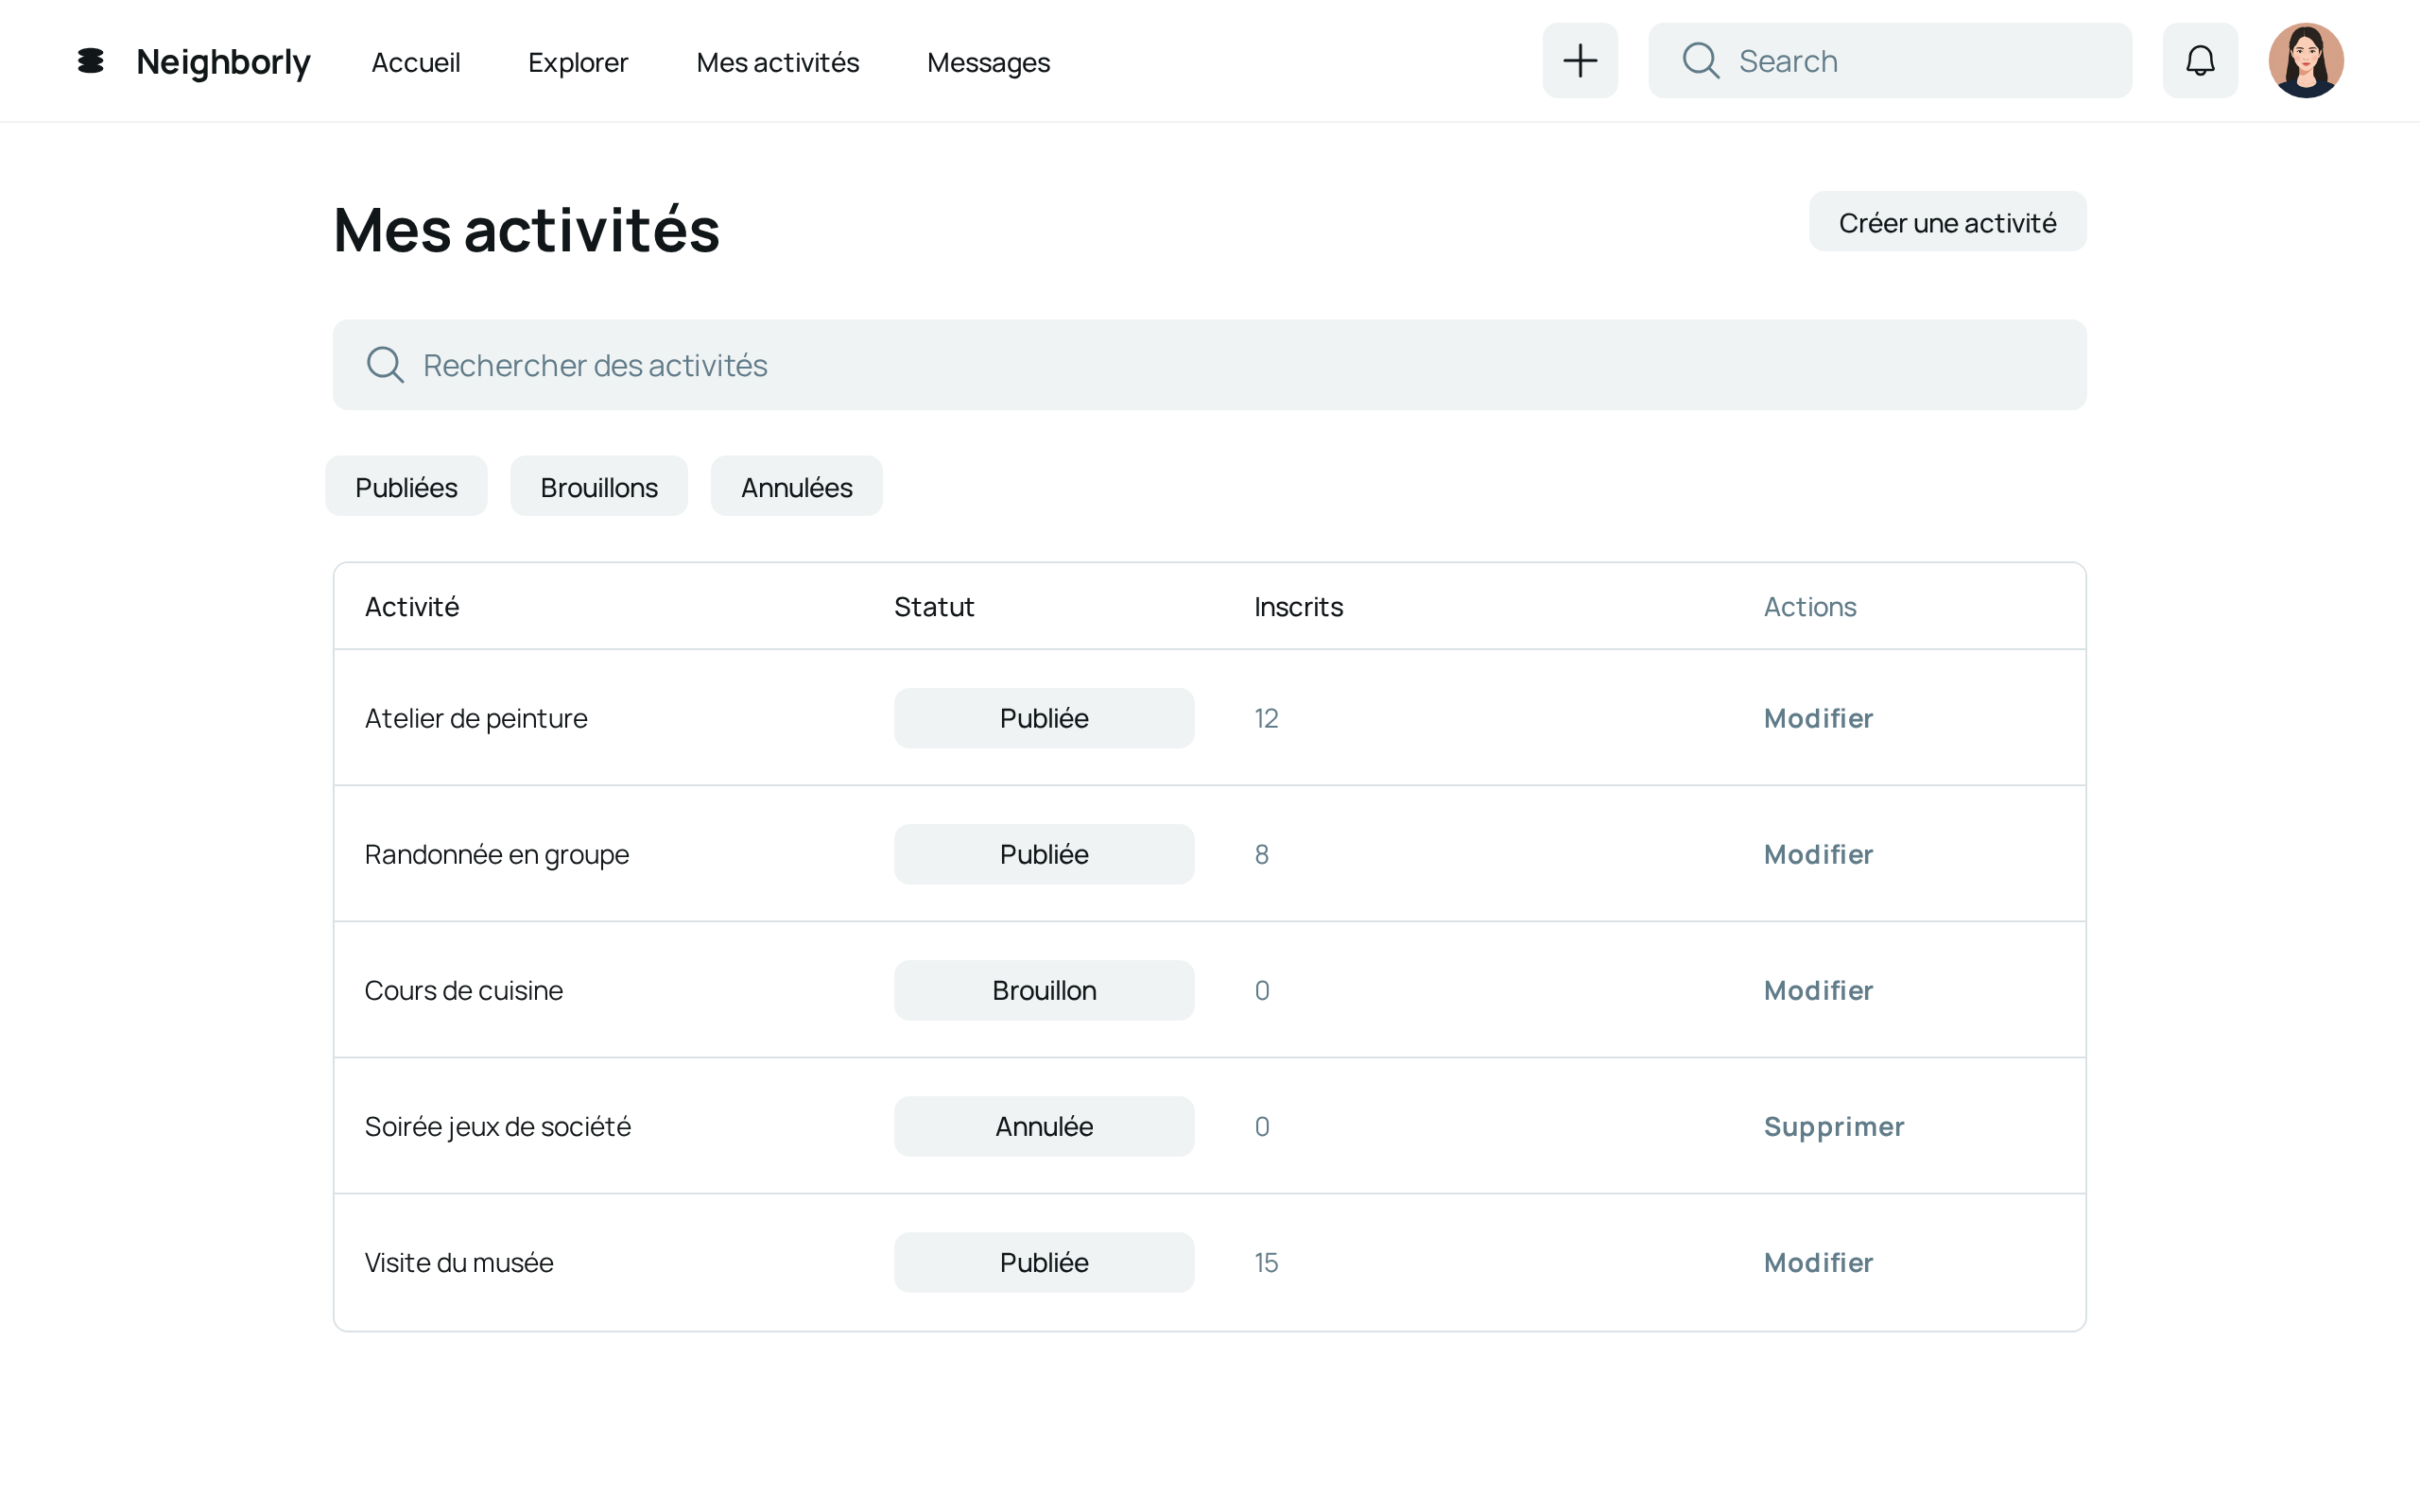 Neighborly Accueil Explorer Mes activités Messages Search
Mes activités Créer une activité
Rechercher des activités
Publiées Brouillons Annulées
Activité Statut Inscrits Actions
Atelier de peinture Publiée 12 Modifier
Randonnée en groupe Publiée 8 Modifier
Cours de cuisine Brouillon 0 Modifier
Soirée jeux de société Annulée 0 Supprimer
Visite du musée Publiée 15 Modifier